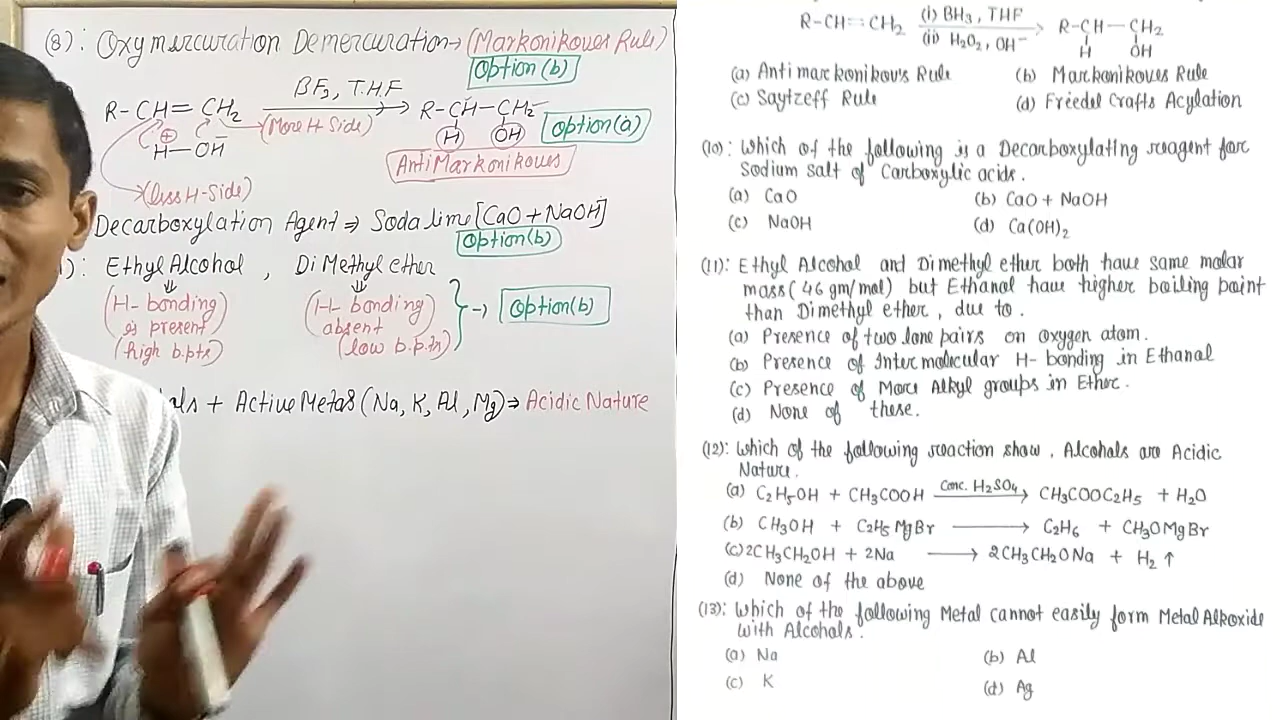 (8): Oxymercuration Demercuration→(Markonikoves Rule)
Option(b)
BF3, T.H.F
R-CH=CH2 → R-CH-CH2-
(More H Side)
H OH
Option(a)
⊕
H-OH-
AntiMarkonikoves
(less H-Side)
Decarboxylation Agent ⇒ Sodalime[CaO+NaOH]
Option(b)
): Ethyl Alcohol , DiMethyl ether
(H-bonding (H-bonding
is present) absent
(high b.pts) (low b.p.ts)
→ Option(b)
ls + Active Metals (Na, K, Al, Mg)⇒ Acidic Nature
R-CH=CH2 (i) BH3, THF (ii) H2O2, OH- → R-CH-CH2
H OH
(a) Antimarkonikov's Rule (b) Markonikoves Rule
(c) Saytzeff Rule (d) Friedel Crafts Acylation
(10): Which of the following is a Decarboxylating reagent for
Sodium salt of Carboxylic acids.
(a) CaO (b) CaO + NaOH
(c) NaOH (d) Ca(OH)2
(11): Ethyl Alcohol and Dimethyl ether both have same molar
mass(46 gm/mol) but Ethanol have higher boiling point
than Dimethyl ether, due to.
(a) Presence of two lone pairs on oxygen atom.
(b) Presence of Intermolecular H-bonding in Ethanol
(c) Presence of More Alkyl groups in Ether.
(d) None of these.
(12): Which of the following reaction show, Alcohols are Acidic
Nature.
(a) C2H5OH + CH3COOH Conc. H2SO4 → CH3COOC2H5 + H2O
(b) CH3OH + C2H5MgBr → C2H6 + CH3OMgBr
(c) 2CH3CH2OH + 2Na → 2CH3CH2ONa + H2↑
(d) None of the above
(13): Which of the following Metal cannot easily form Metal Alkoxide
with Alcohols.
(a) Na (b) Al
(c) K (d) Ag